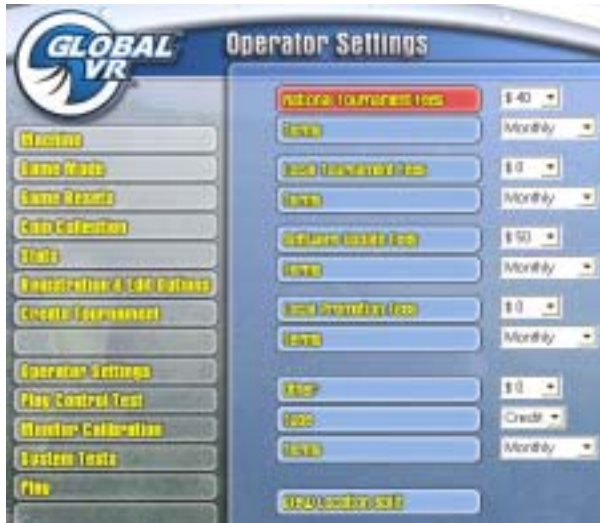 GLOBAL VR
Operator Settings
National Tournament Fees $ 40
Terms Monthly
Local Tournament Fees $ 0
Terms Monthly
Software Update Fees $ 50
Terms Monthly
Local Promotion Fees $ 0
Terms Monthly
Other $ 0
Type Credit
Terms Monthly
View Location Split
Machine
Game Mode
Game Resets
Coin Collection
Stats
Registration & Edit Options
Create Tournament
Operator Settings
Play Control Test
Monitor Calibration
System Tests
Play